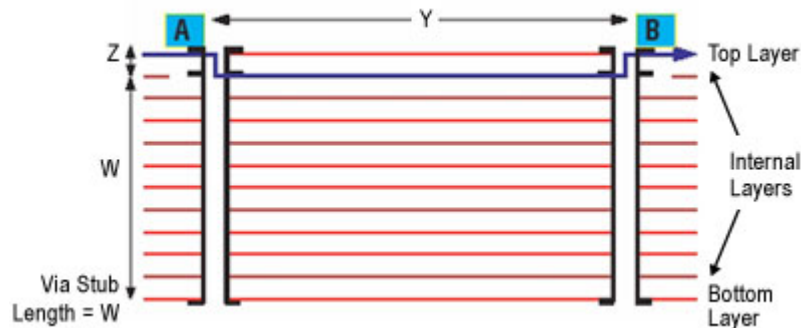 Y
A
B
Z
Top Layer
W
Internal
Layers
Via Stub
Length = W
Bottom
Layer